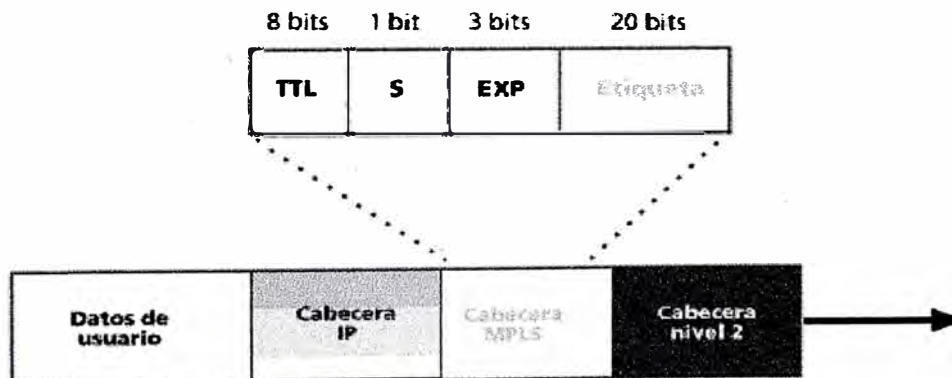 8 bits 1 bit 3 bits 20 bits
TTL S EXP Etiqueta
Datos de usuario
Cabecera IP
Cabecera MPLS
Cabecera nivel 2